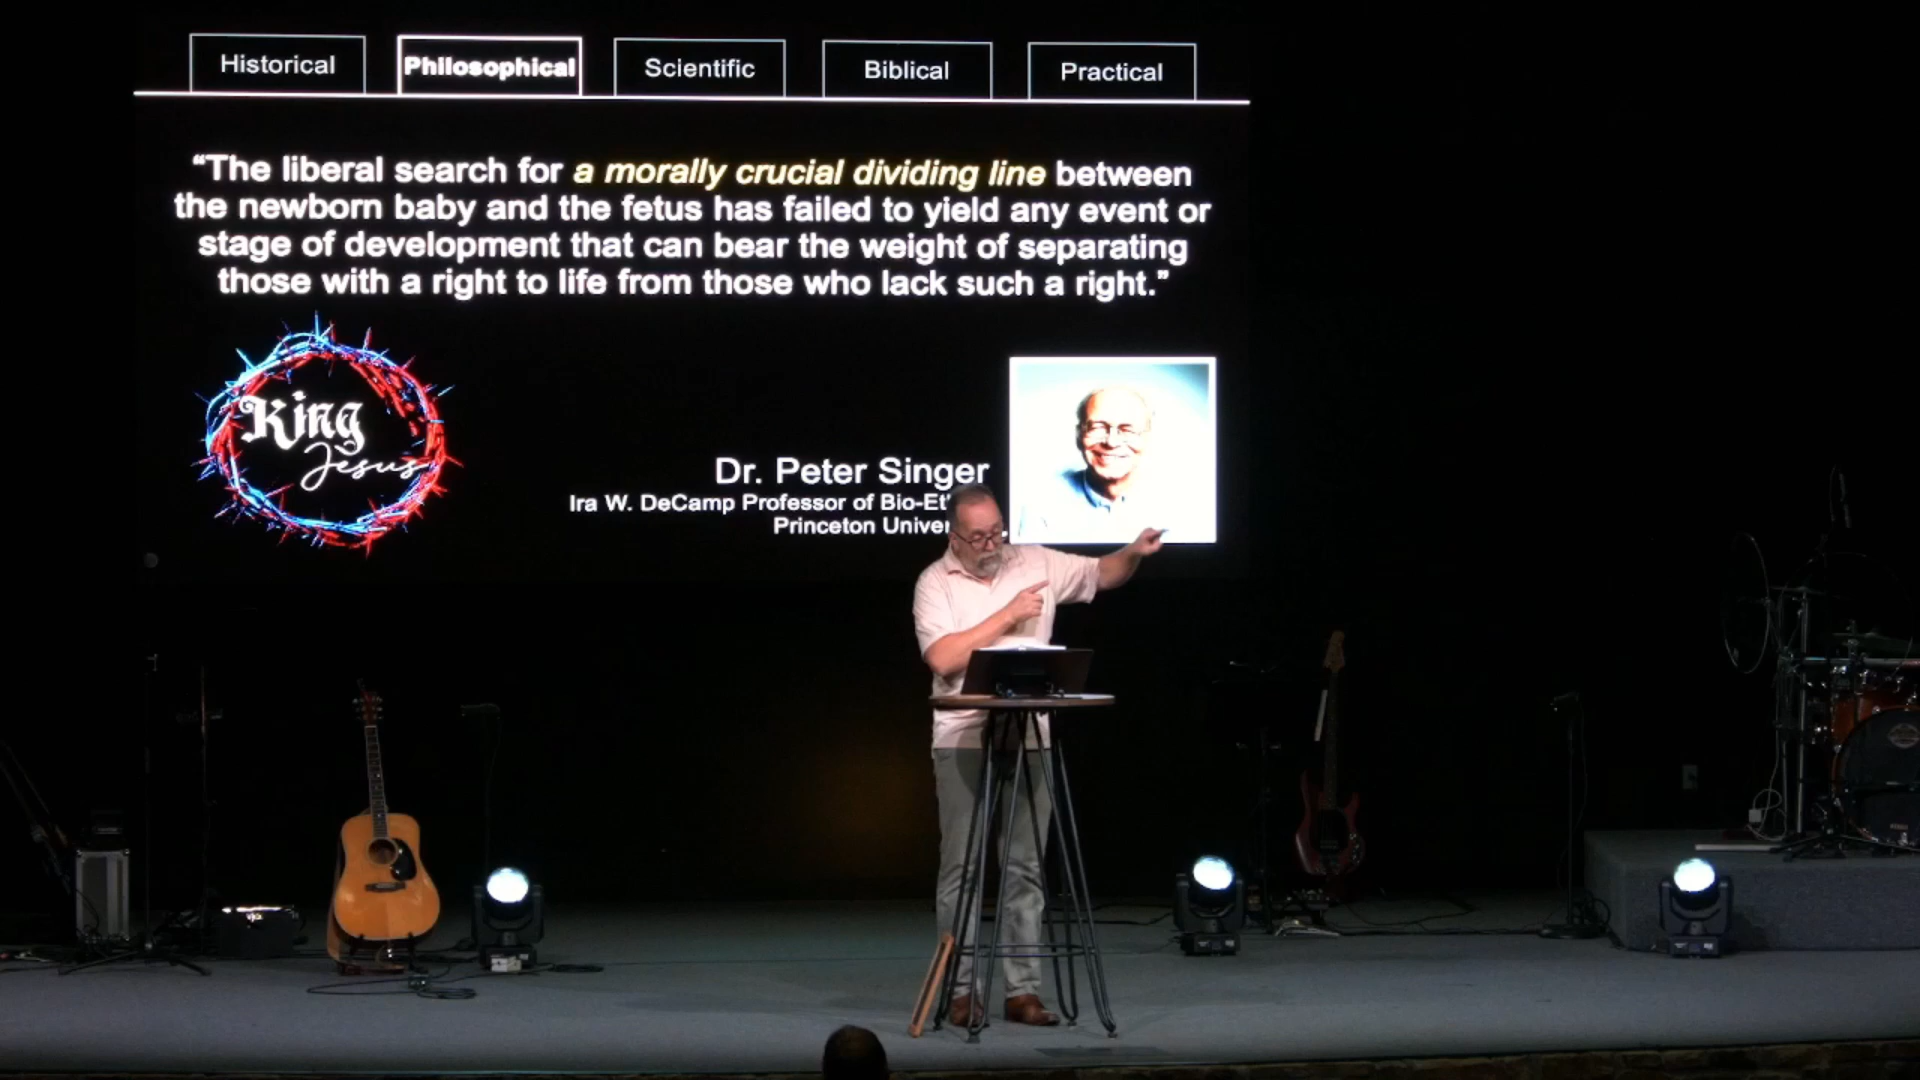 Historical
Philosophical
Scientific
Biblical
Practical
“The liberal search for a morally crucial dividing line between
the newborn baby and the fetus has failed to yield any event or
stage of development that can bear the weight of separating
those with a right to life from those who lack such a right.”
King
Jesus
Dr. Peter Singer
Ira W. DeCamp Professor of
Princeton